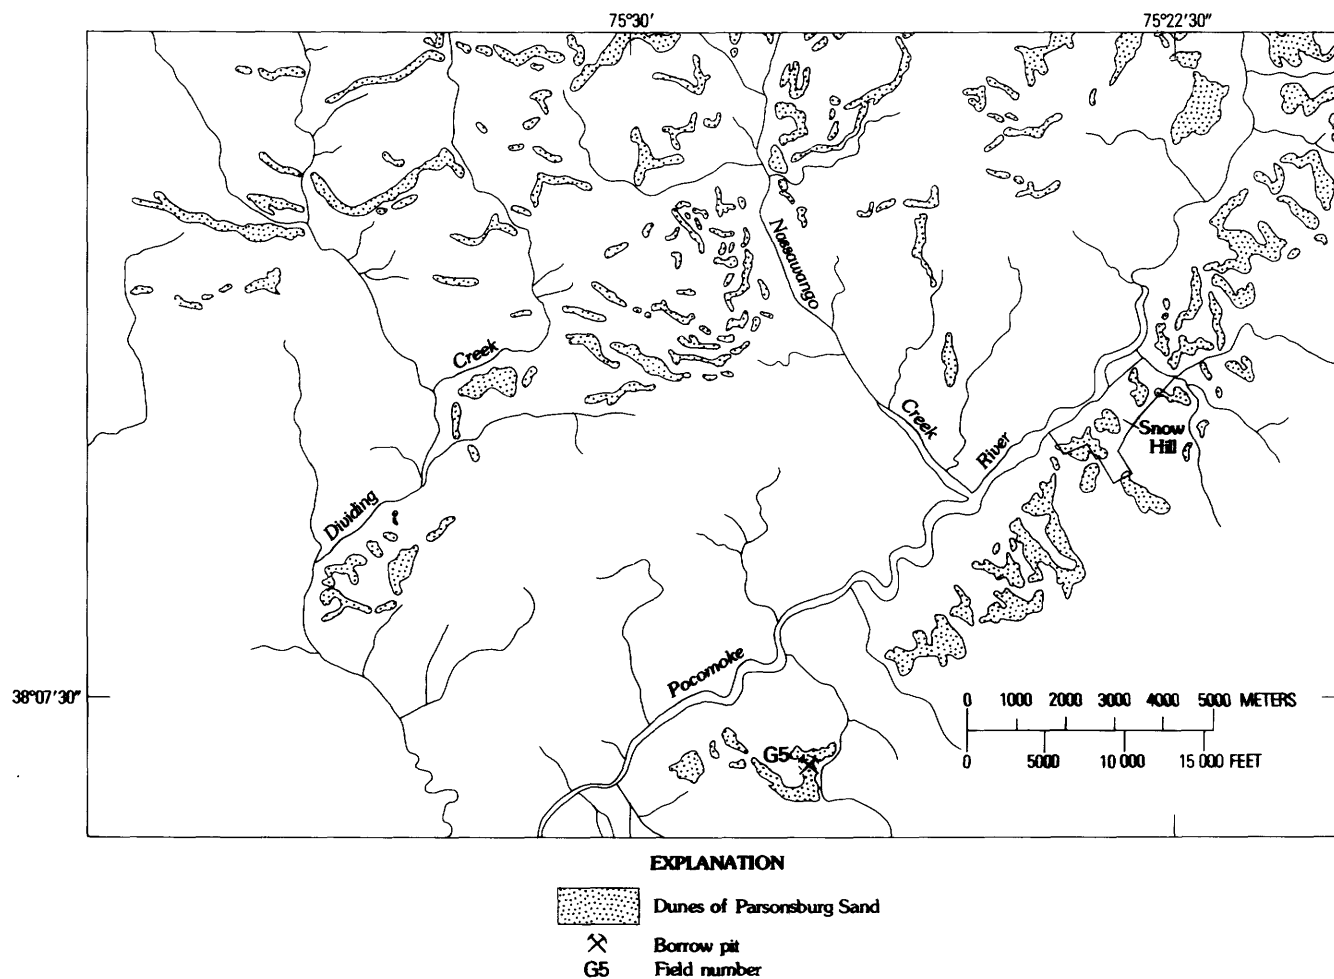 75°30′
75°22′30″
Nassawango
Creek
Creek
River
Snow
Hill
Dividing
Pocomoke
38°07′30″
0 1000 2000 3000 4000 5000 METERS
0 5000 10 000 15 000 FEET
G5
EXPLANATION
Dunes of Parsonsburg Sand
Borrow pit
G5 Field number